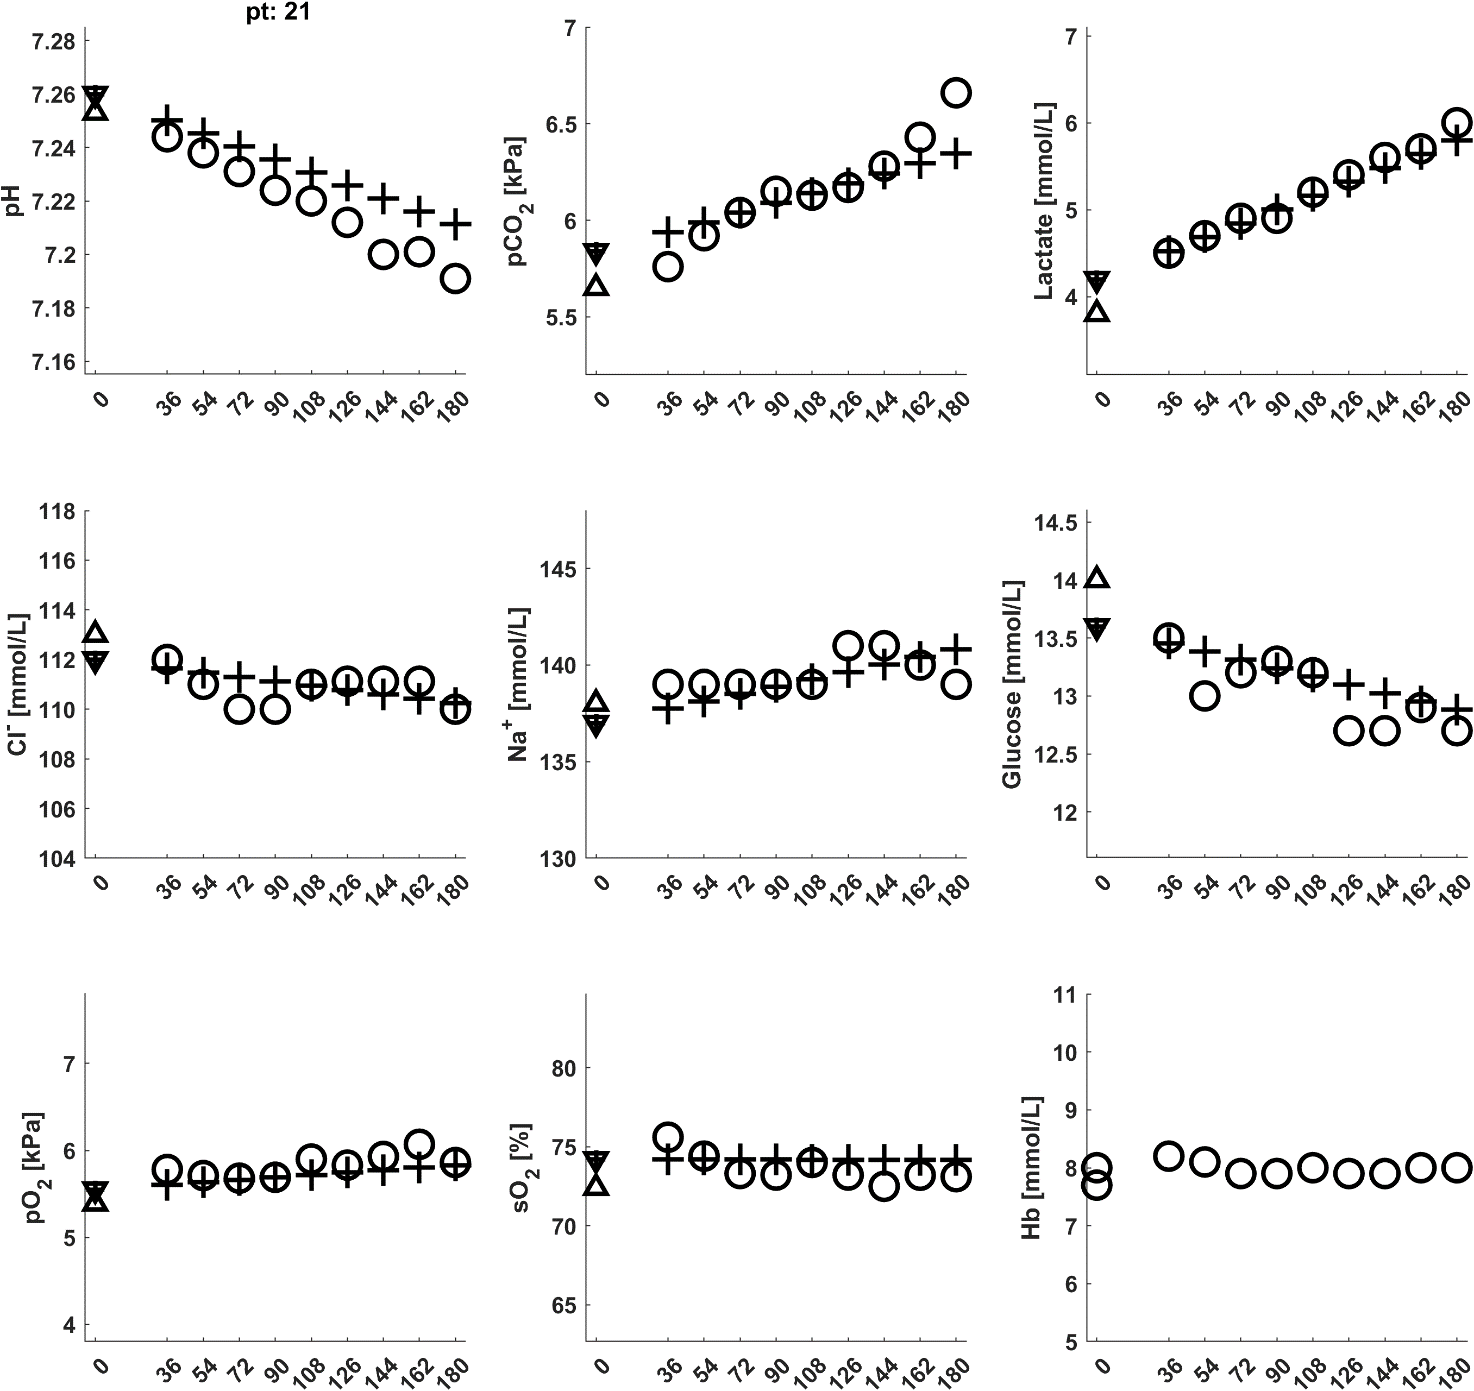 pt: 21
pH
7.28
7.26
7.24
7.22
7.2
7.18
7.16
0 36 54 72 90 108 126 144 162 180
pCO2 [kPa]
7
6.5
6
5.5
0 36 54 72 90 108 126 144 162 180
Lactate [mmol/L]
7
6
5
4
0 36 54 72 90 108 126 144 162 180
Cl- [mmol/L]
118
116
114
112
110
108
106
104
0 36 54 72 90 108 126 144 162 180
Na+ [mmol/L]
145
140
135
130
0 36 54 72 90 108 126 144 162 180
Glucose [mmol/L]
14.5
14
13.5
13
12.5
12
0 36 54 72 90 108 126 144 162 180
pO2 [kPa]
7
6
5
4
0 36 54 72 90 108 126 144 162 180
sO2 [%]
80
75
70
65
0 36 54 72 90 108 126 144 162 180
Hb [mmol/L]
11
10
9
8
7
6
5
0 36 54 72 90 108 126 144 162 180